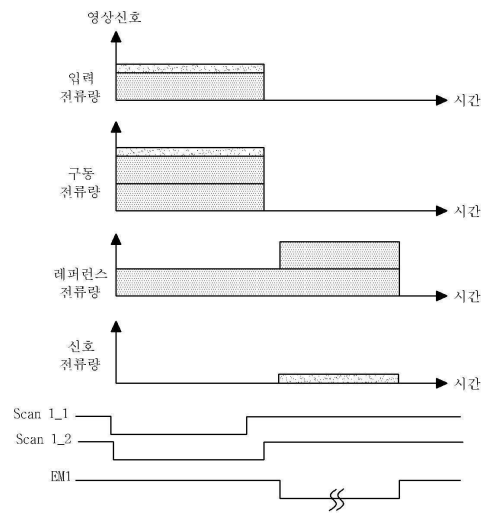 영상신호
입력
전류량
시간
구동
전류량
시간
레퍼런스
전류량
시간
신호
전류량
시간
Scan 1_1
Scan 1_2
EM1